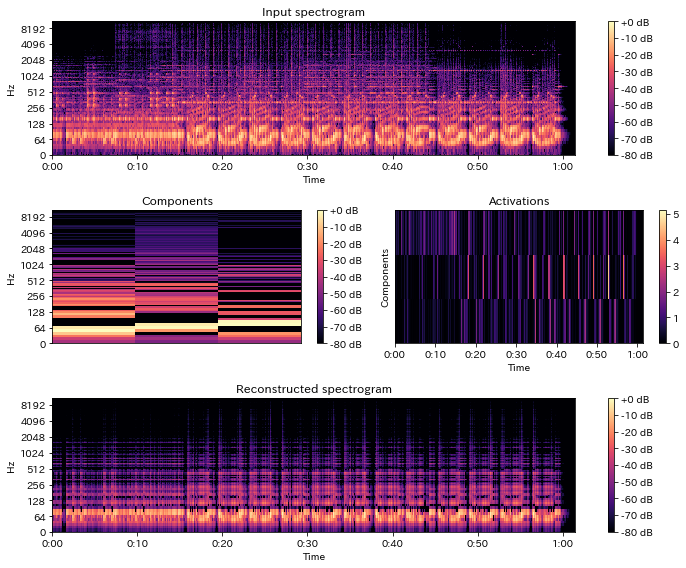 Input spectrogram
8192
4096
2048
1024
512
256
128
64
0
Hz
0:00 0:10 0:20 0:30 0:40 0:50 1:00
Time
+0 dB
-10 dB
-20 dB
-30 dB
-40 dB
-50 dB
-60 dB
-70 dB
-80 dB
Components
8192
4096
2048
1024
512
256
128
64
0
Hz
+0 dB
-10 dB
-20 dB
-30 dB
-40 dB
-50 dB
-60 dB
-70 dB
-80 dB
Activations
Components
0:00 0:10 0:20 0:30 0:40 0:50 1:00
Time
5
4
3
2
1
0
Reconstructed spectrogram
8192
4096
2048
1024
512
256
128
64
0
Hz
0:00 0:10 0:20 0:30 0:40 0:50 1:00
Time
+0 dB
-10 dB
-20 dB
-30 dB
-40 dB
-50 dB
-60 dB
-70 dB
-80 dB